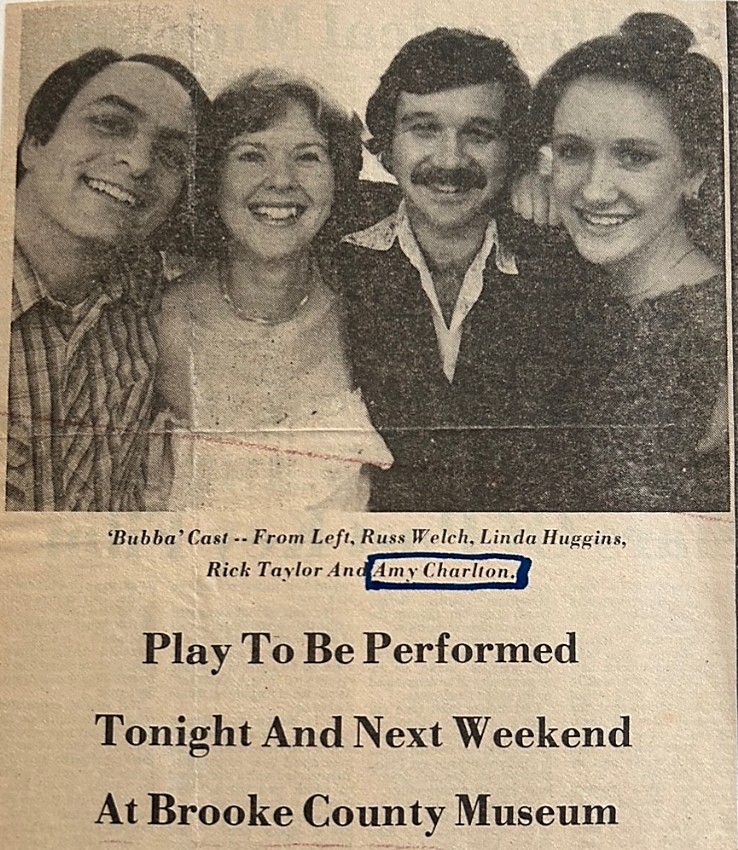 'Bubba' Cast -- From Left, Russ Welch, Linda Huggins,
Rick Taylor And Amy Charlton.
Play To Be Performed
Tonight And Next Weekend
At Brooke County Museum